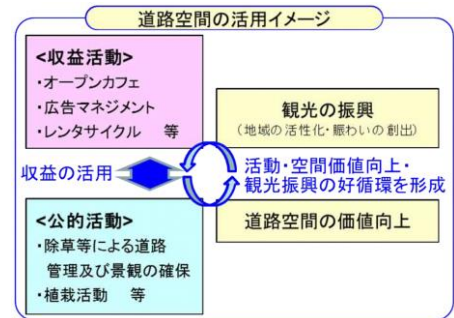 道路空間の活用イメージ
<収益活動>
・オープンカフェ
・広告マネジメント
・レンタサイクル 等
観光の振興
(地域の活性化・賑わいの創出)
収益の活用
活動・空間価値向上・
観光振興の好循環を形成
<公的活動>
・除草等による道路
管理及び景観の確保
・植栽活動 等
道路空間の価値向上